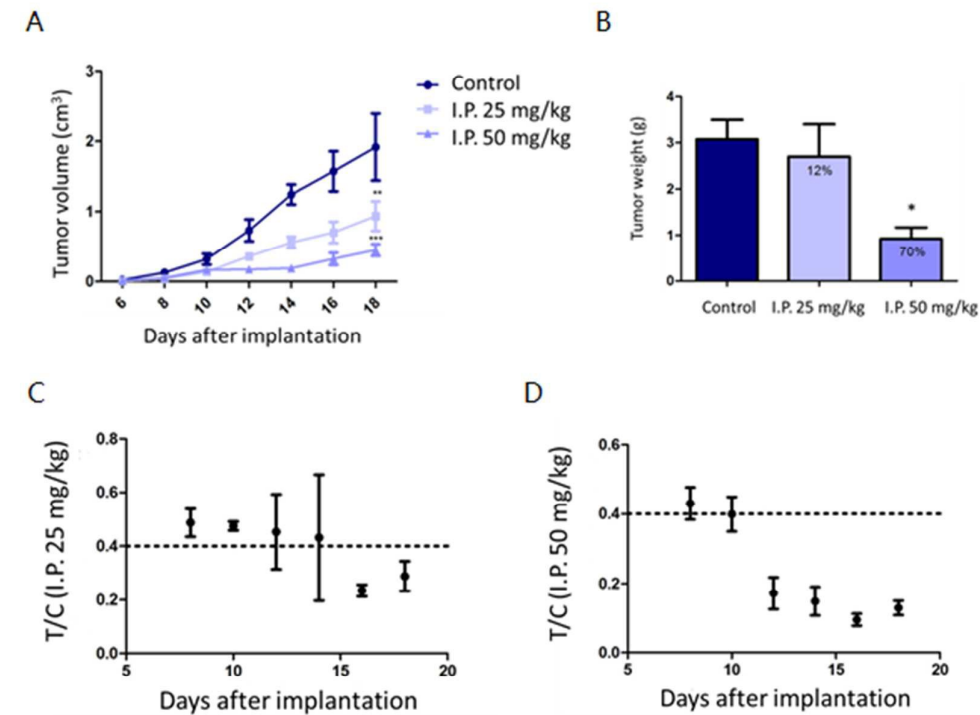 A
Tumor volume (cm³)
3
2
1
0
6 8 10 12 14 16 18
Days after implantation
**
***
Control
I.P. 25 mg/kg
I.P. 50 mg/kg
B
Tumor weight (g)
4
3
2
1
0
12%
*
70%
Control I.P. 25 mg/kg I.P. 50 mg/kg
C
T/C (I.P. 25 mg/kg)
0.8
0.6
0.4
0.2
0.0
5 10 15 20
Days after implantation
D
T/C (I.P. 50 mg/kg)
0.6
0.4
0.2
0.0
5 10 15 20
Days after implantation